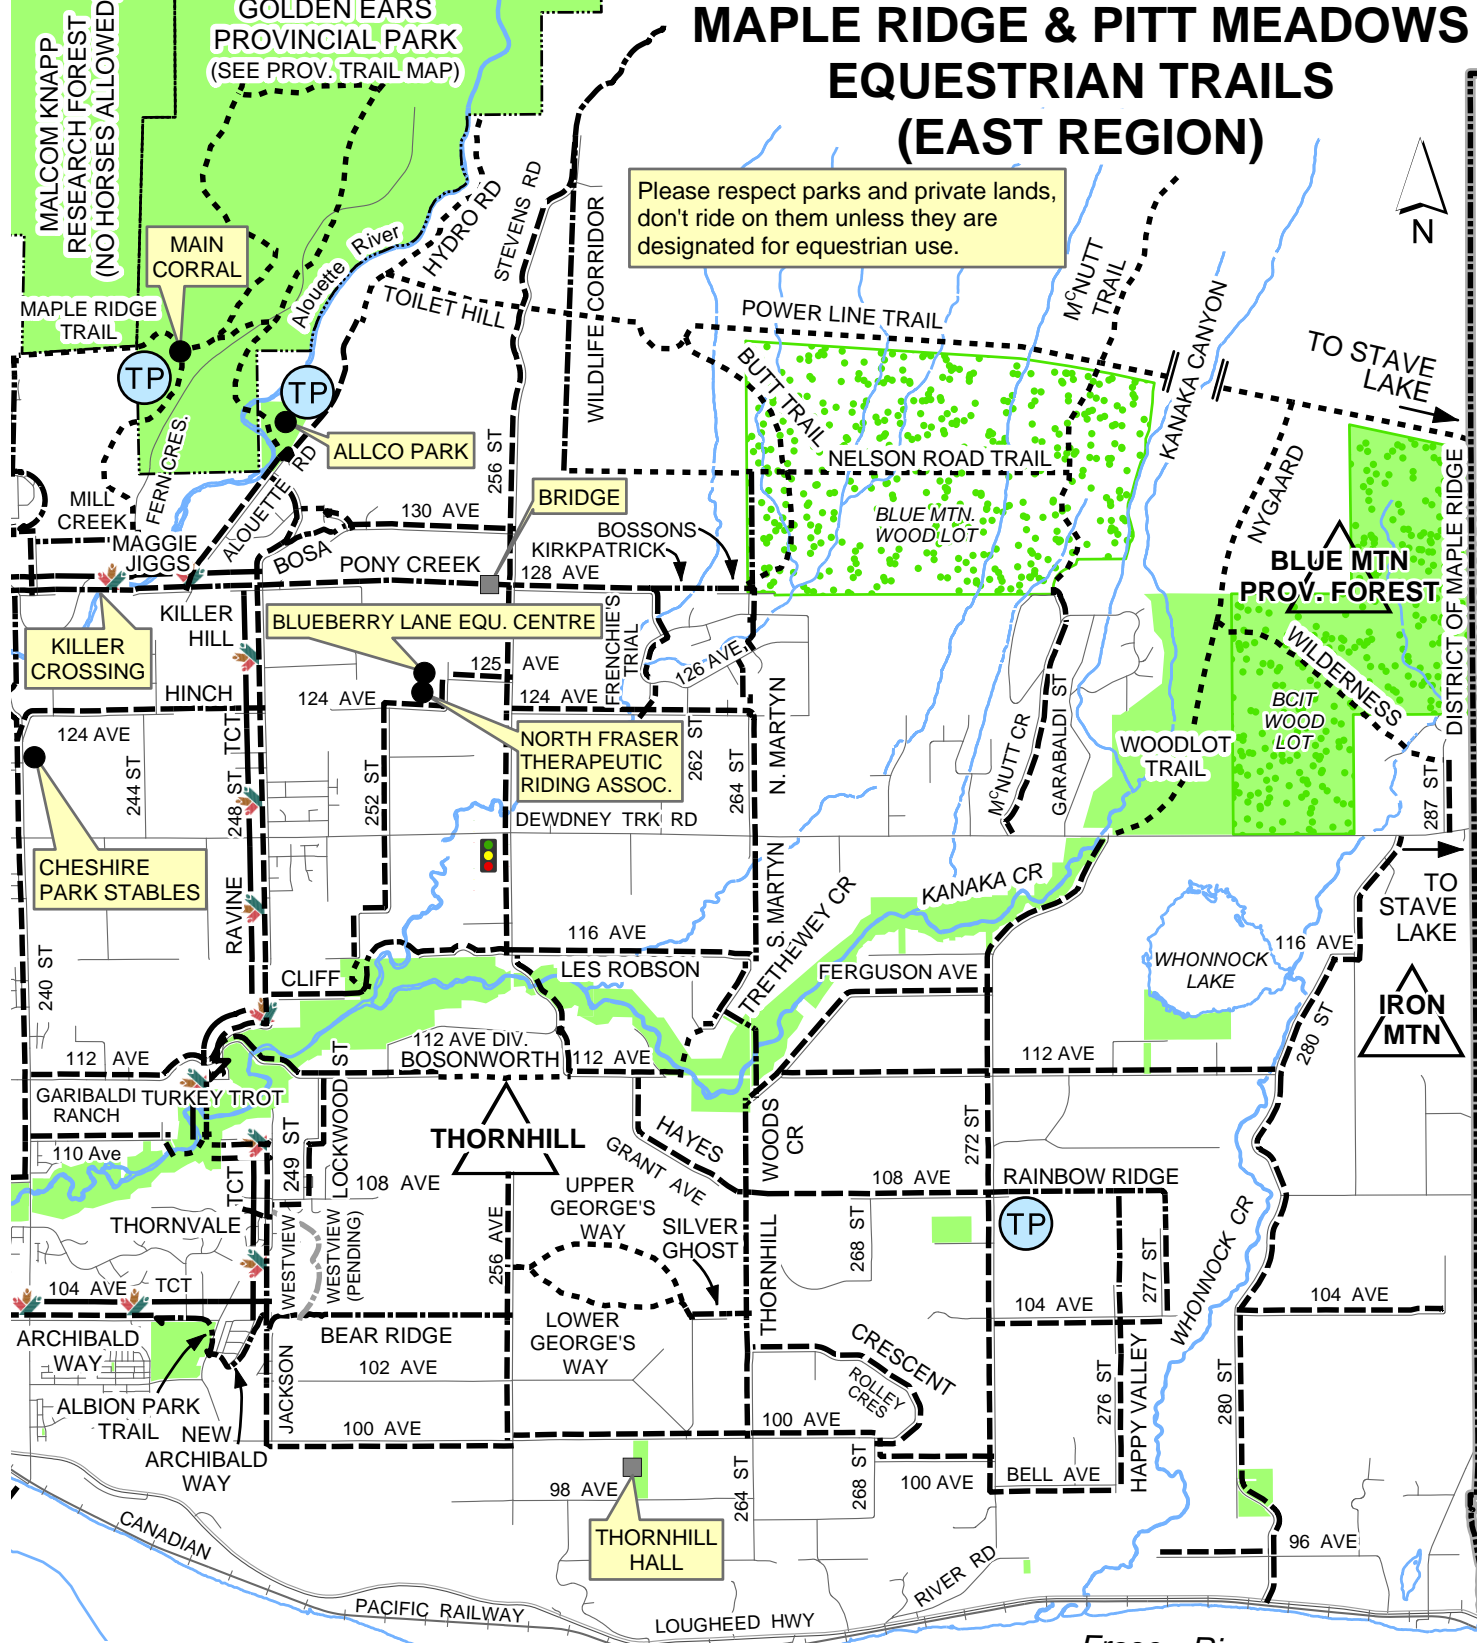 MAPLE RIDGE & PITT MEADOWS
EQUESTRIAN TRAILS
(EAST REGION)
GOLDEN EARS
PROVINCIAL PARK
(SEE PROV. TRAIL MAP)
MALCOM KNAPP
RESEARCH FOREST
(NO HORSES ALLOWED)
Please respect parks and private lands,
don't ride on them unless they are
designated for equestrian use.
N
MAIN
CORRAL
MAPLE RIDGE
TRAIL
TP
TP
Alouette River
HYDRO RD
STEVENS RD
WILDLIFE CORRIDOR
TOILET HILL
POWER LINE TRAIL
McNUTT
TRAIL
KANAKA CANYON
TO STAVE
LAKE
BUTT TRAIL
NELSON ROAD TRAIL
BLUE MTN.
WOOD LOT
NYGAARD
BLUE MTN
PROV. FOREST
DISTRICT OF MAPLE RIDGE
ALLCO PARK
FERN CRES.
ALOUETTE RD
MILL
CREEK
MAGGIE
JIGGS
BOSA
130 AVE
256 ST
BRIDGE
BOSSONS
KIRKPATRICK
PONY CREEK
128 AVE
KILLER
HILL
KILLER
CROSSING
BLUEBERRY LANE EQU. CENTRE
FRENCHIE'S
TRIAL
126 AVE
125 AVE
HINCH
124 AVE
124 AVE
124 AVE
NORTH FRASER
THERAPEUTIC
RIDING ASSOC.
262 ST
264 ST
N. MARTYN
McNUTT CR
GARABALDI ST
WOODLOT
TRAIL
WILDERNESS
BCIT
WOOD
LOT
287 ST
244 ST
248 ST
TCT
252 ST
DEWDNEY TRK RD
CHESHIRE
PARK STABLES
RAVINE
240 ST
S. MARTYN
TRETHEWEY CR
KANAKA CR
TO
STAVE
LAKE
116 AVE
116 AVE
CLIFF
LES ROBSON
FERGUSON AVE
WHONNOCK
LAKE
280 ST
IRON
MTN
112 AVE
112 AVE DIV.
BOSONWORTH
112 AVE
112 AVE
GARIBALDI
RANCH
TURKEY TROT
LOCKWOOD ST
249 ST
THORNHILL
HAYES
GRANT AVE
WOODS
CR
272 ST
110 Ave
TCT
108 AVE
108 AVE
RAINBOW RIDGE
TP
THORNVALE
WESTVIEW
WESTVIEW
(PENDING)
256 AVE
UPPER
GEORGE'S
WAY
SILVER
GHOST
THORNHILL
268 ST
277 ST
WHONNOCK CR
104 AVE
TCT
104 AVE
104 AVE
ARCHIBALD
WAY
BEAR RIDGE
LOWER
GEORGE'S
WAY
102 AVE
CRESCENT
ROLLEY
CRES
JACKSON
ALBION PARK
TRAIL
NEW
ARCHIBALD
WAY
100 AVE
100 AVE
100 AVE
276 ST
HAPPY VALLEY
280 ST
98 AVE
264 ST
268 ST
BELL AVE
THORNHILL
HALL
96 AVE
RIVER RD
CANADIAN
PACIFIC RAILWAY
LOUGHEED HWY